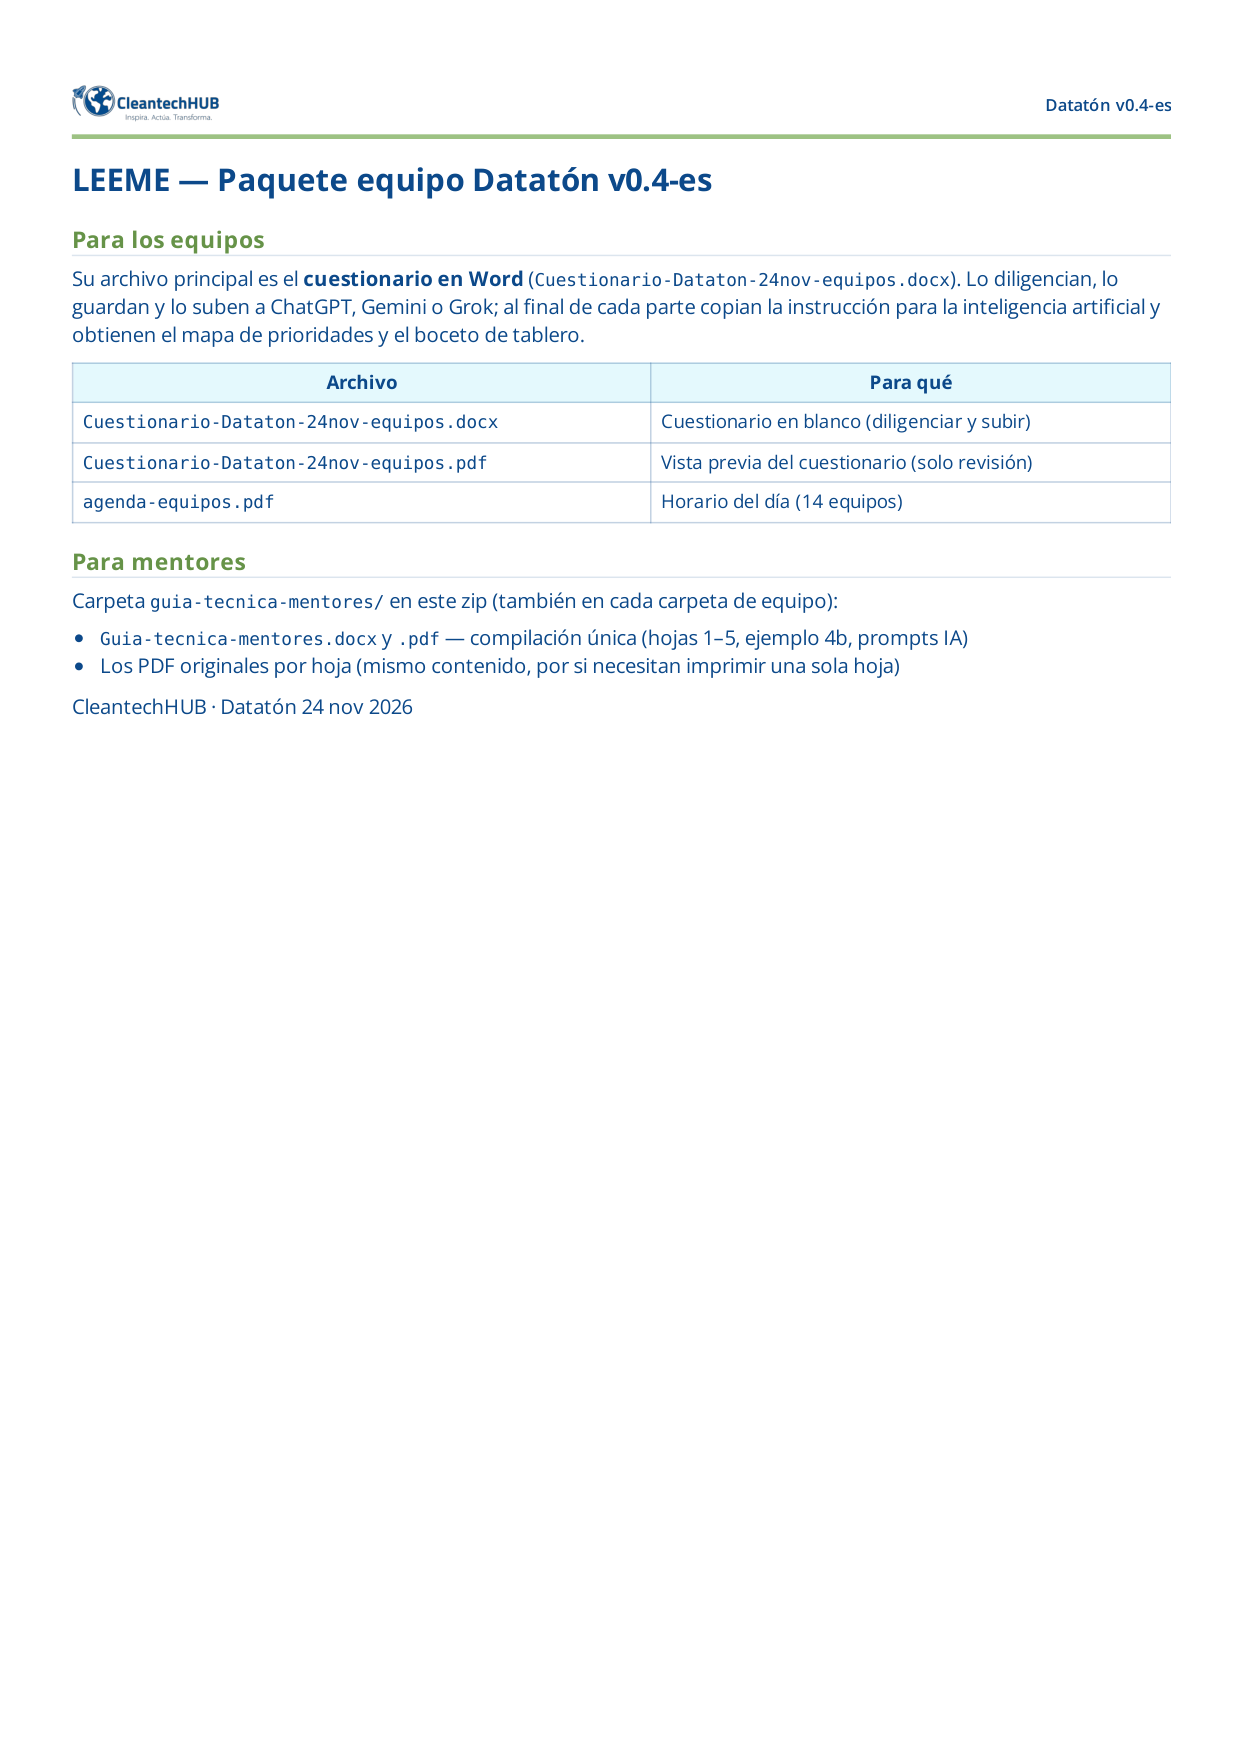 CleantechHUB
Inspira. Actúa. Transforma.
Datatón v0.4-es
LEEME — Paquete equipo Datatón v0.4-es
Para los equipos
Su archivo principal es el cuestionario en Word (Cuestionario-Dataton-24nov-equipos.docx). Lo diligencian, lo
guardan y lo suben a ChatGPT, Gemini o Grok; al final de cada parte copian la instrucción para la inteligencia artificial y
obtienen el mapa de prioridades y el boceto de tablero.
Archivo Para qué
Cuestionario-Dataton-24nov-equipos.docx Cuestionario en blanco (diligenciar y subir)
Cuestionario-Dataton-24nov-equipos.pdf Vista previa del cuestionario (solo revisión)
agenda-equipos.pdf Horario del día (14 equipos)
Para mentores
Carpeta guia-tecnica-mentores/ en este zip (también en cada carpeta de equipo):
• Guia-tecnica-mentores.docx y .pdf — compilación única (hojas 1–5, ejemplo 4b, prompts IA)
• Los PDF originales por hoja (mismo contenido, por si necesitan imprimir una sola hoja)
CleantechHUB · Datatón 24 nov 2026